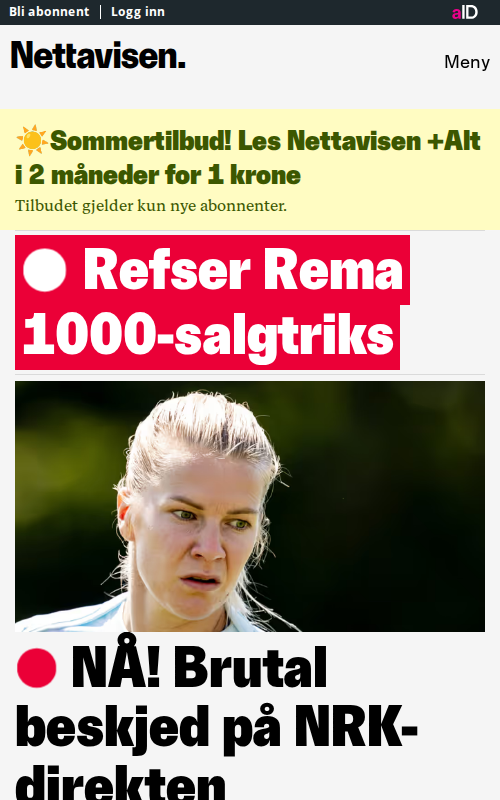 Bli abonnent | Logg inn
aID
Nettavisen.
Meny
Sommertilbud! Les Nettavisen +Alt
i 2 måneder for 1 krone
Tilbudet gjelder kun nye abonnenter.
Refser Rema
1000-salgtriks
NÅ! Brutal
beskjed på NRK-
direkten